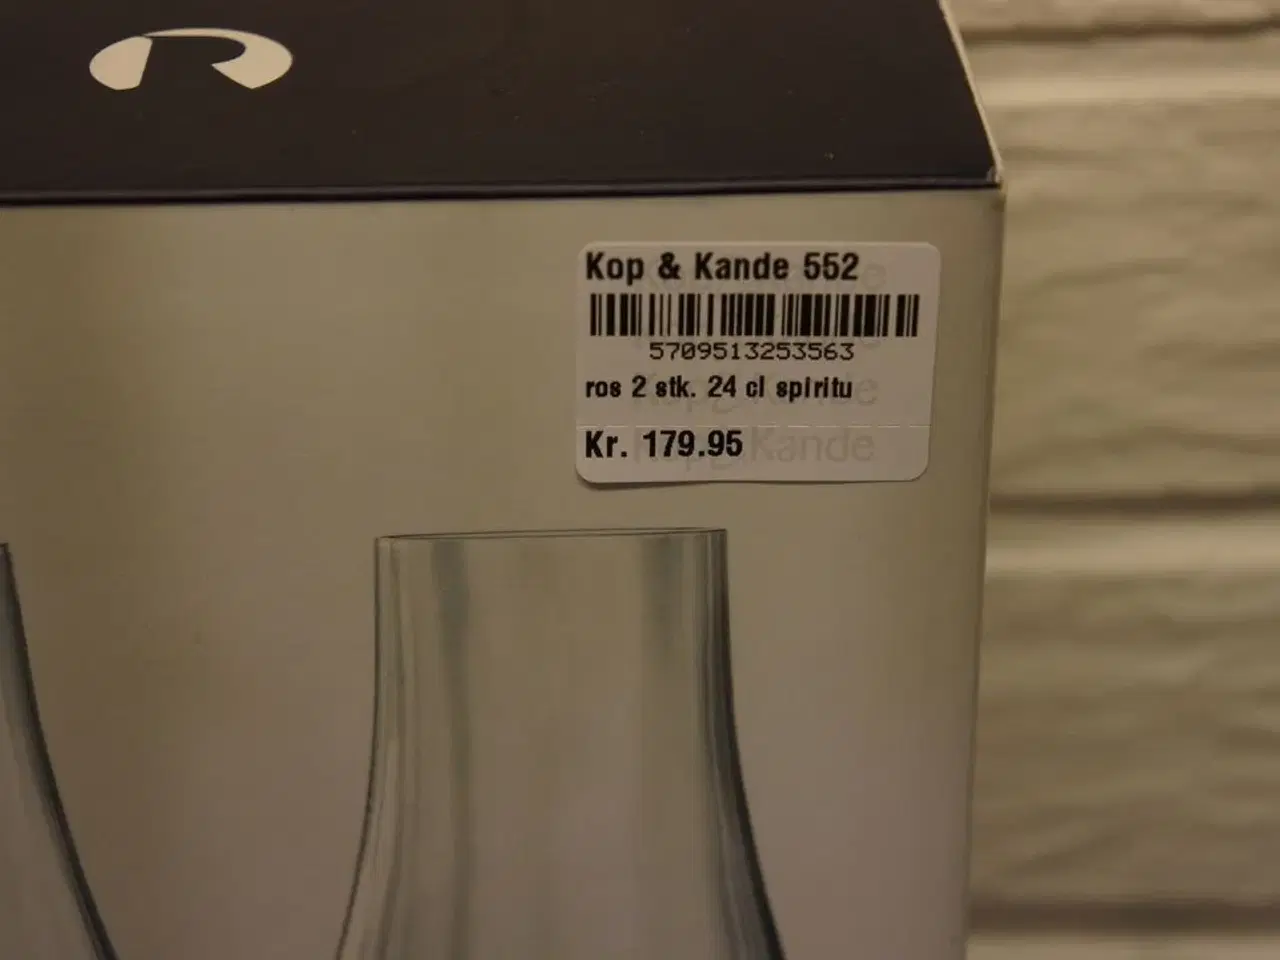 Kop & Kande 552
5709513253563
ros 2 stk. 24 cl spiritu
Kr. 179.95